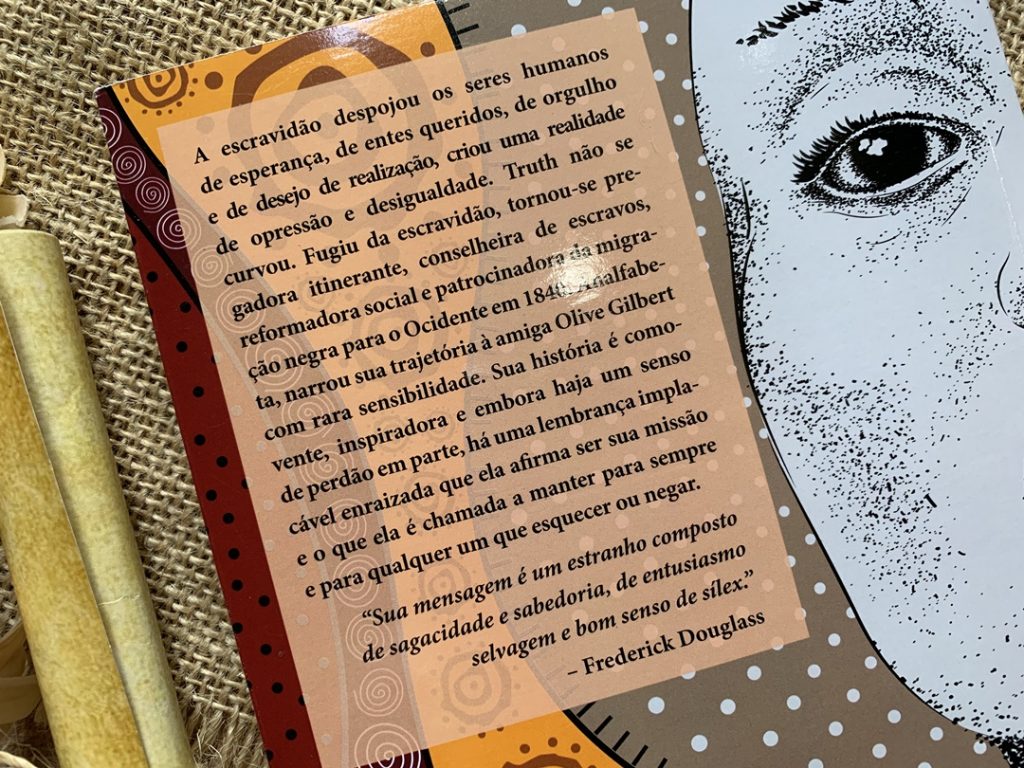 A escravidão despojou os seres humanos
de esperança, de entes queridos, de orgulho
e de desejo de realização, criou uma realidade
de opressão e desigualdade. Truth não se
curvou. Fugiu da escravidão, tornou-se pre-
gadora itinerante, conselheira de escravos,
reformadora social e patrocinadora da migra-
ção negra para o Ocidente em 1840. Analfabe-
ta, narrou sua trajetória à amiga Olive Gilbert
com rara sensibilidade. Sua história é como-
vente, inspiradora e embora haja um senso
de perdão em parte, há uma lembrança impla-
cável enraizada que ela afirma ser sua missão
e o que ela é chamada a manter para sempre
e para qualquer um que esquecer ou negar.
“Sua mensagem é um estranho composto
de sagacidade e sabedoria, de entusiasmo
selvagem e bom senso de sílex.”
– Frederick Douglass